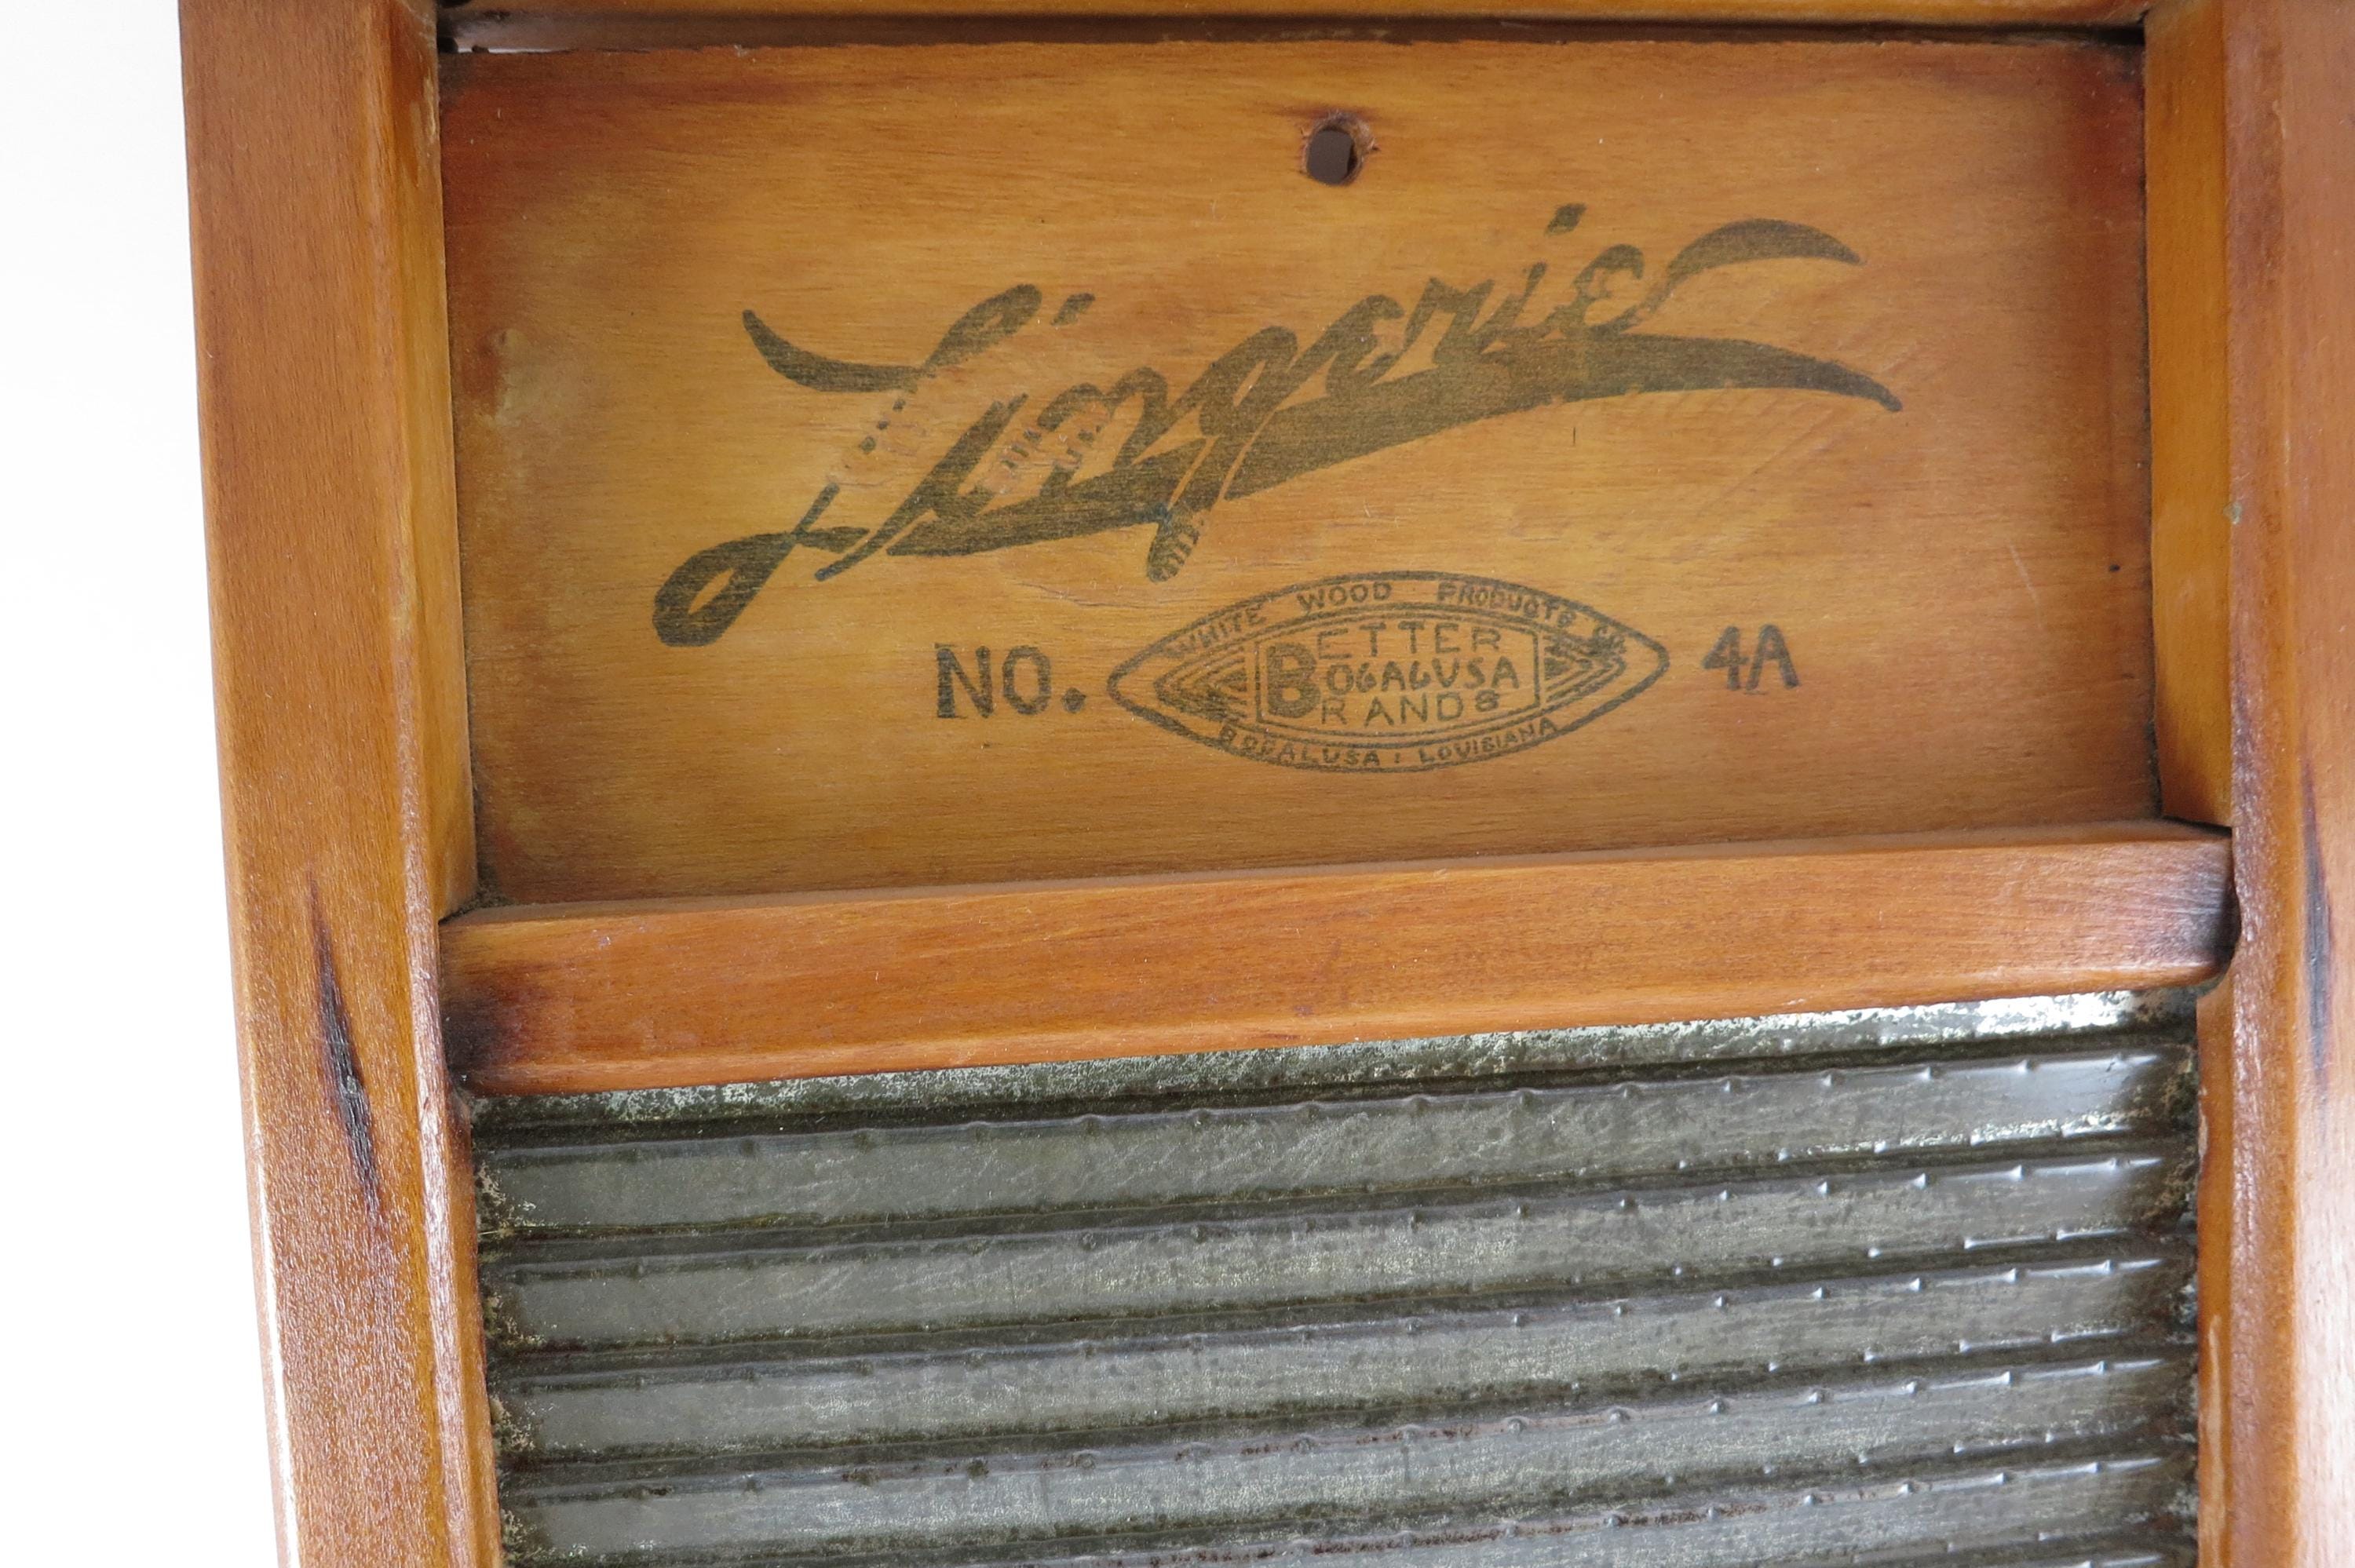 Lingerie
NO.
WHITE WOOD PRODUCTS CO.
BETTER
BOGALUSA
BRANDS
BOGALUSA, LOUISIANA
4A